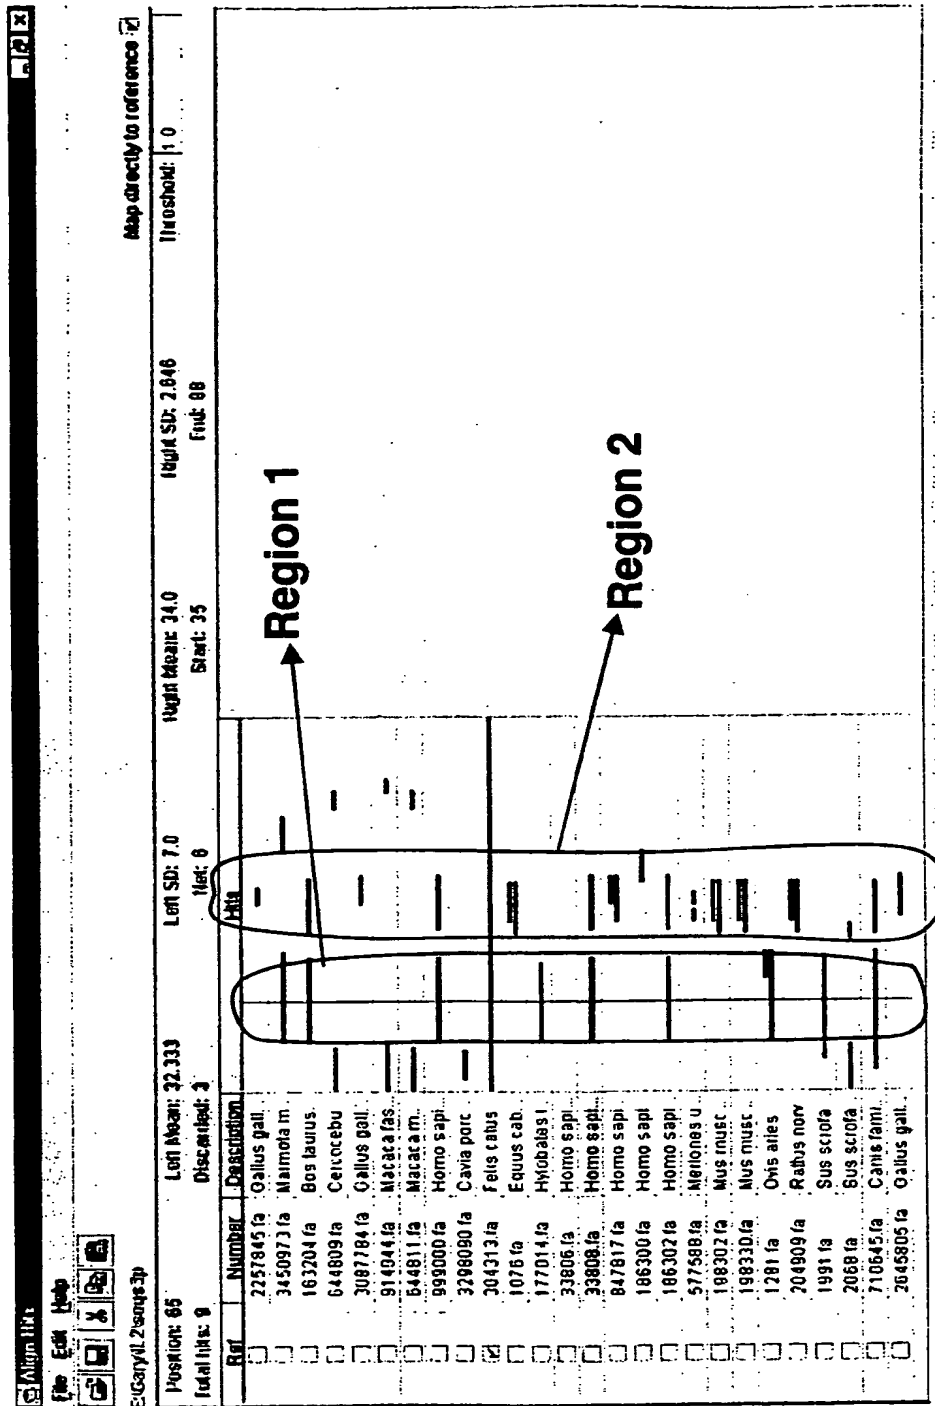 Align Hits
File Edit Help
Map directly to reference
Position: 65 Left Mean: 32.333 Left SD: 7.0 Right Mean: 34.0 Right SD: 2.646 Threshold: 1.0
Total hits: 9 Discarded: 3 Net: 6 Start: 35 End: 88
Ref Number Description Hits
2257845.fa Gallus gall...
3450973.fa Marmota m...
163204.fa Bos taurus
644809.fa Cercocebu...
3087784.fa Gallus gall...
914944.fa Macaca fas...
644811.fa Macaca m...
999000.fa Homo sapi...
3298090.fa Cavia porc...
304313.fa Felis catus
1076.fa Equus cab...
177014.fa Hylobates l...
33806.fa Homo sapi...
33808.fa Homo sapi...
847817.fa Homo sapi...
186300.fa Homo sapi...
186302.fa Homo sapi...
577588.fa Meriones u...
198302.fa Mus musc...
198330.fa Mus musc...
1281.fa Ovis aries
204909.fa Rattus norv...
1991.fa Sus scrofa
2068.fa Sus scrofa
710645.fa Canis fami...
2645805.fa Gallus gall...
Region 1
Region 2